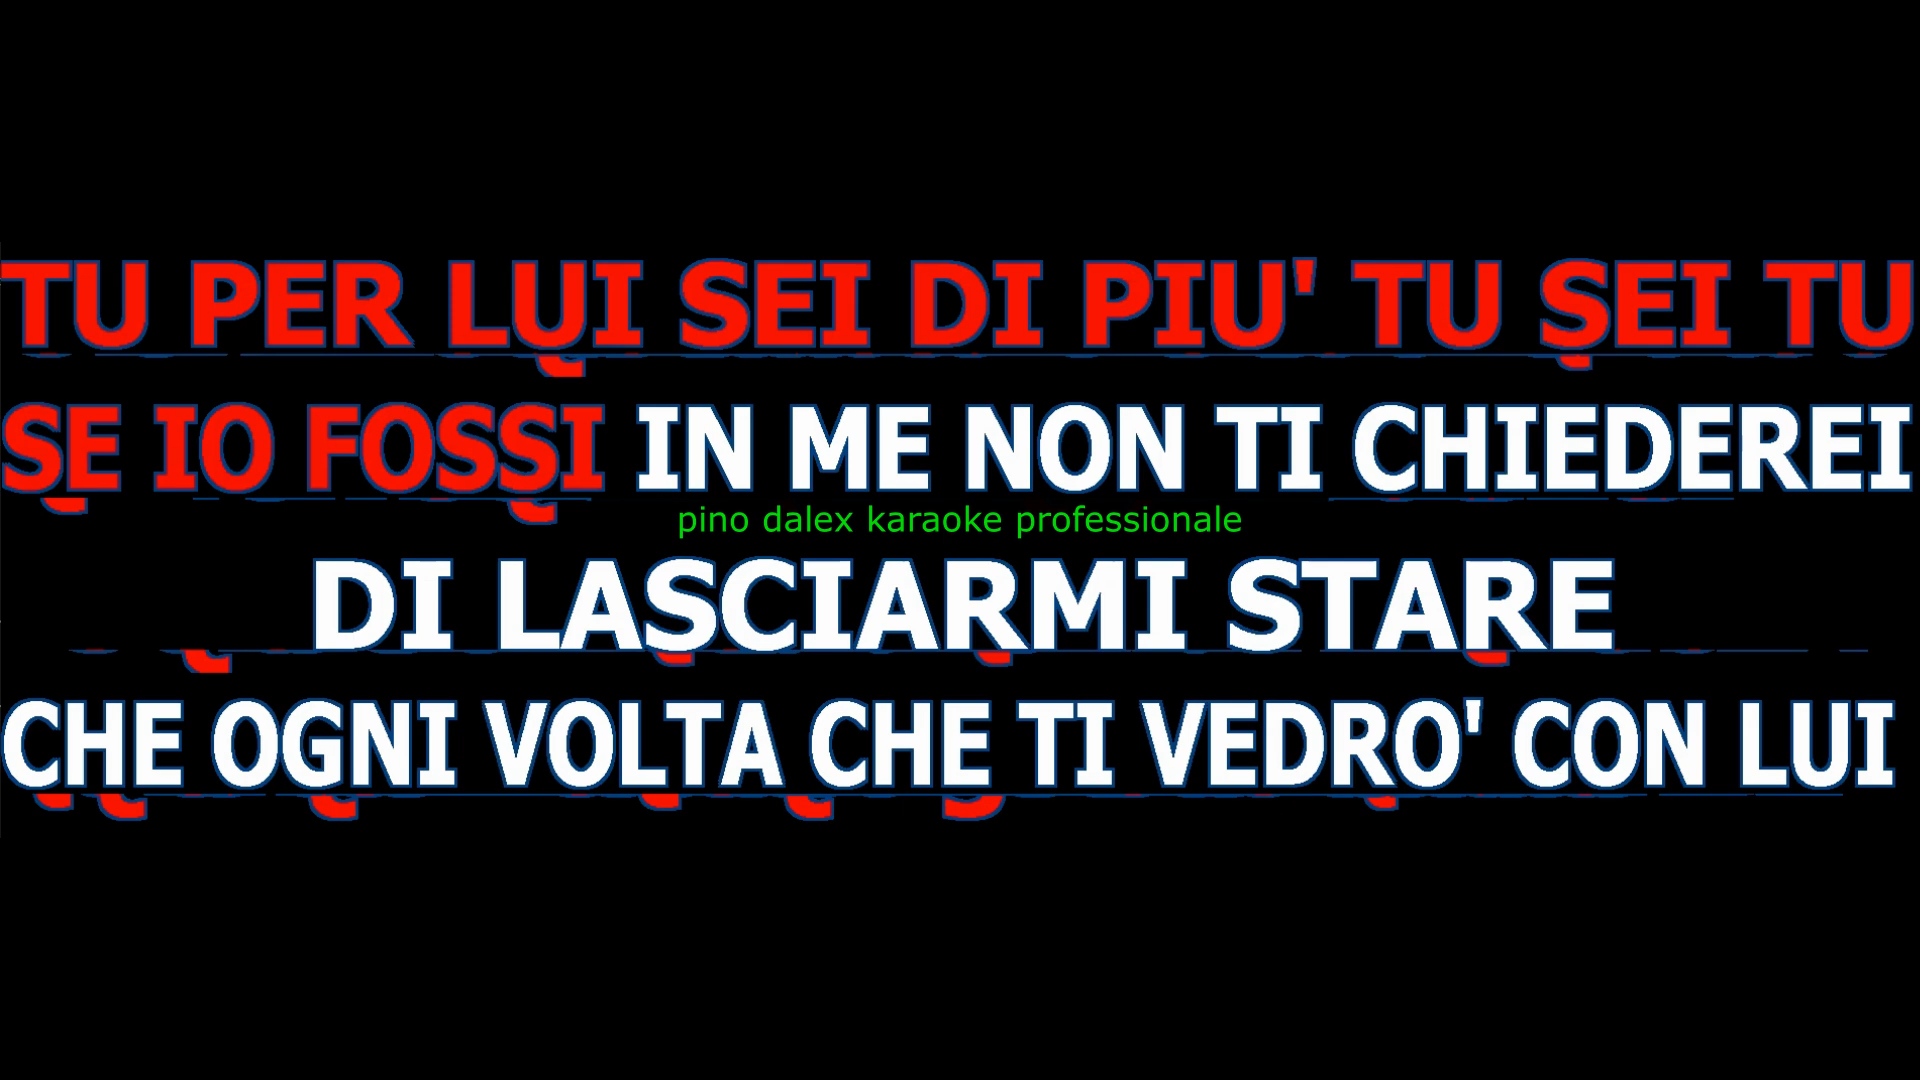 TU PER LUI SEI DI PIU' TU SEI TU
SE IO FOSSI IN ME NON TI CHIEDEREI
pino dalex karaoke professionale
DI LASCIARMI STARE
CHE OGNI VOLTA CHE TI VEDRO' CON LUI